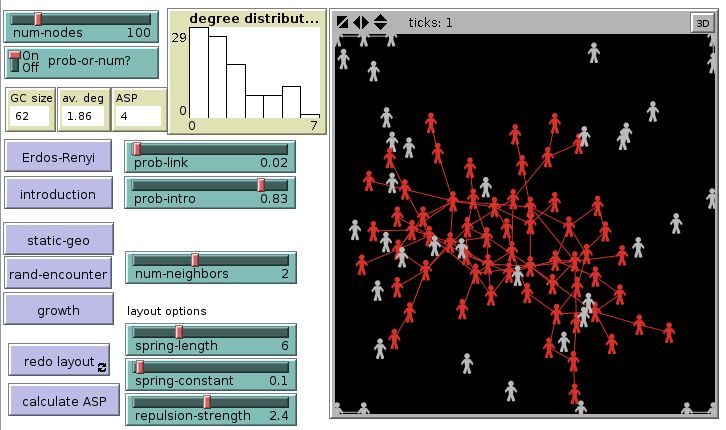 num-nodes 100
On
Off
prob-or-num?
GC size
62
av. deg
1.86
ASP
4
degree distribut...
29
0
0 7
Erdos-Renyi
introduction
static-geo
rand-encounter
growth
redo layout
calculate ASP
prob-link 0.02
prob-intro 0.83
num-neighbors 2
layout options
spring-length 6
spring-constant 0.1
repulsion-strength 2.4
ticks: 1
3D